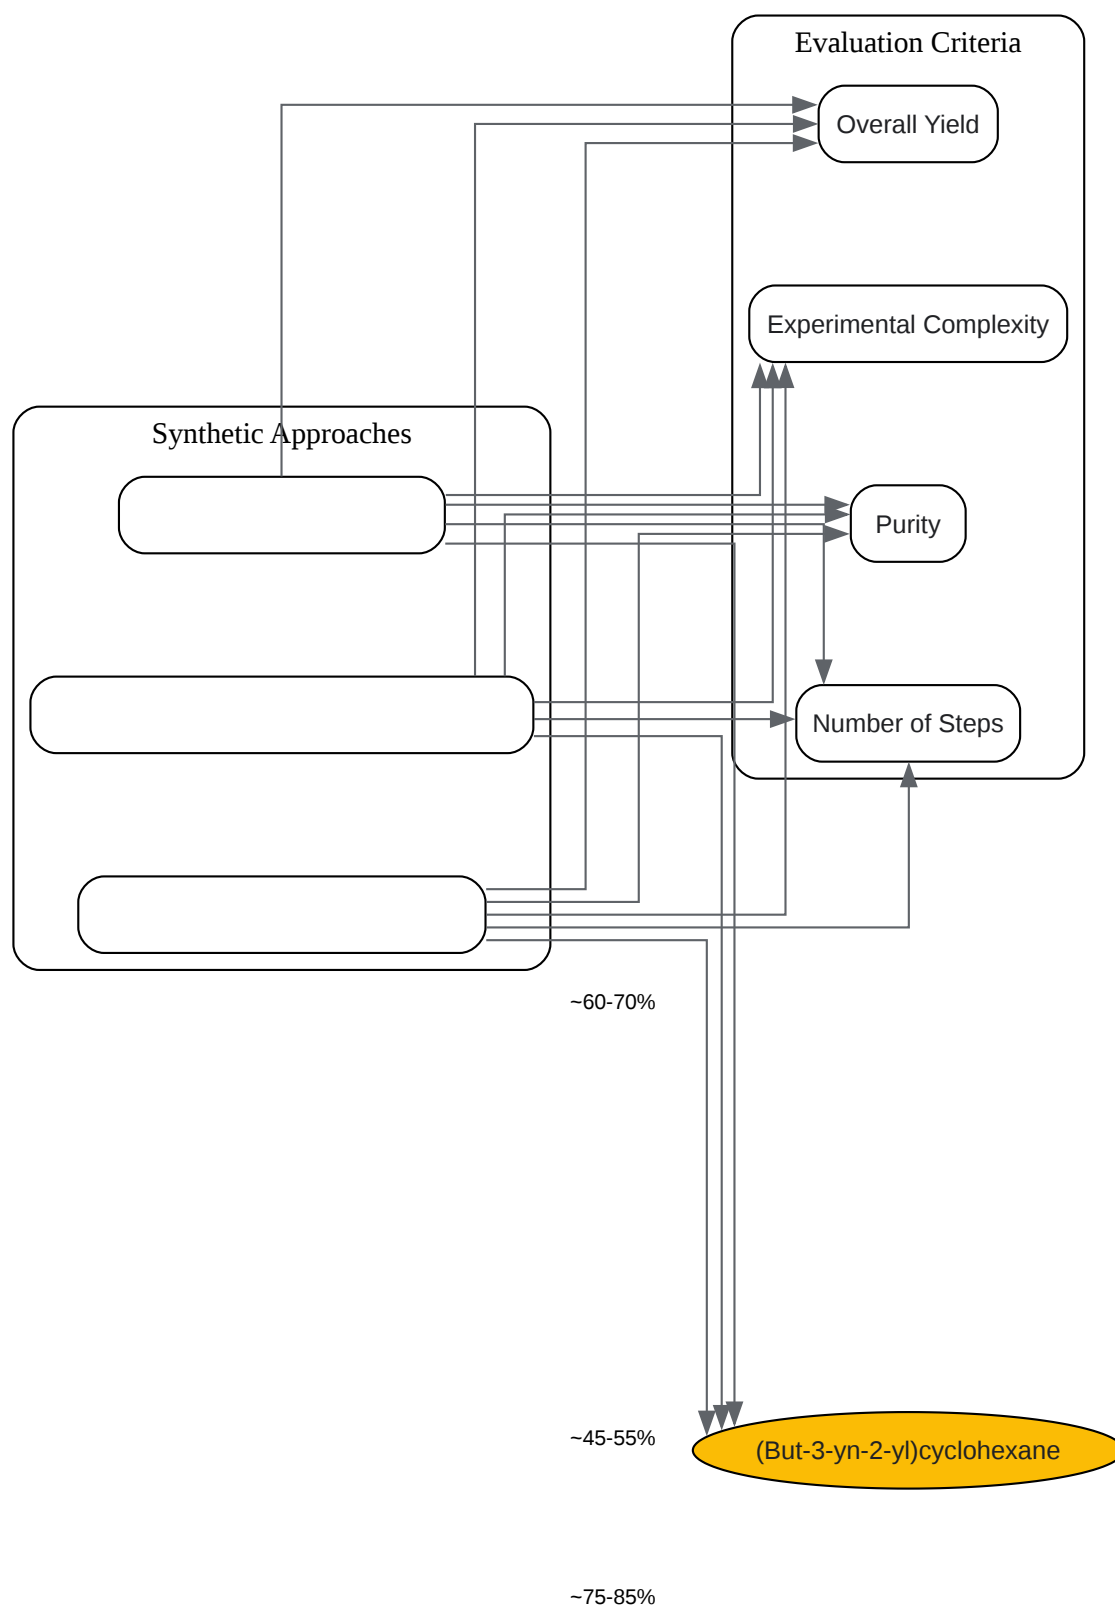 Evaluation Criteria
Overall Yield
Experimental Complexity
Synthetic Approaches
Purity
Number of Steps
~60-70%
~45-55%
(But-3-yn-2-yl)cyclohexane
~75-85%